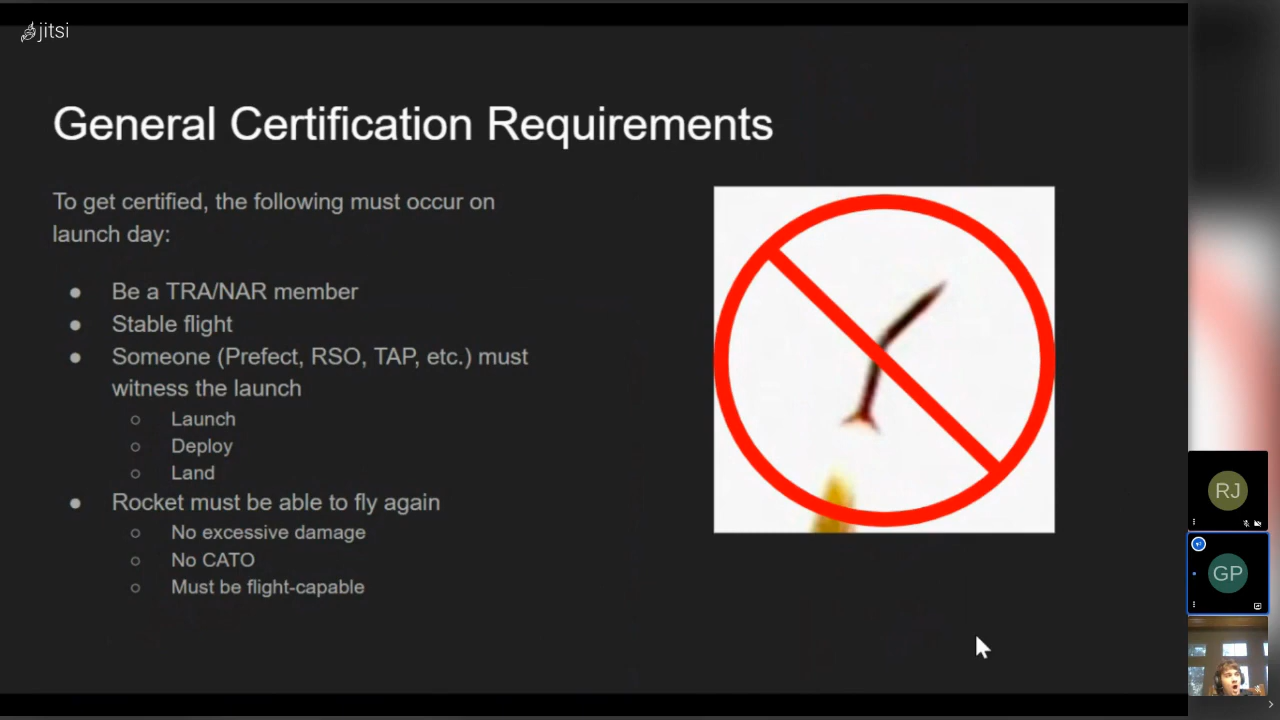 jitsi
General Certification Requirements
To get certified, the following must occur on
launch day:
● Be a TRA/NAR member
● Stable flight
● Someone (Prefect, RSO, TAP, etc.) must
witness the launch
○ Launch
○ Deploy
○ Land
● Rocket must be able to fly again
○ No excessive damage
○ No CATO
○ Must be flight-capable
RJ
GP